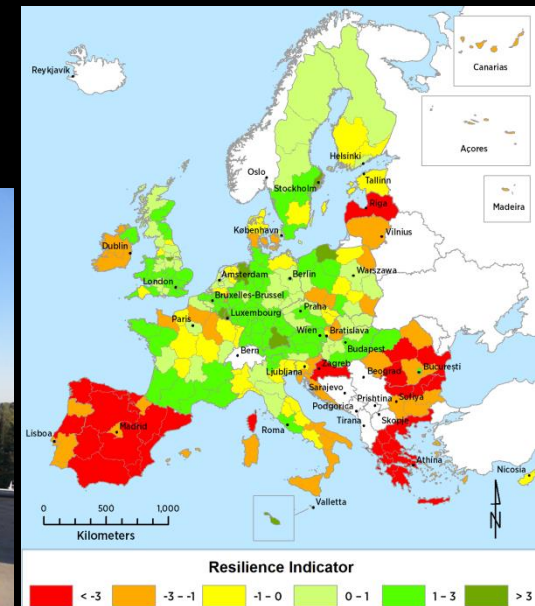 Reykjavík
Canarias
Açores
Madeira
Helsinki
Oslo
Tallinn
Stockholm
Riga
København
Vilnius
Dublin
Amsterdam
Berlin
Warszawa
London
Bruxelles-Brussel
Praha
Luxembourg
Paris
Wien
Bratislava
Budapest
Bern
Ljubljana
Zagreb
Beograd
București
Sarajevo
Prishtina
Sofiya
Podgorica
Skopje
Roma
Tirana
Madrid
Lisboa
Athina
Nicosia
Valletta
0 500 1,000
Kilometers
N
Resilience Indicator
< -3 -3 - -1 -1 - 0 0 - 1 1 - 3 > 3